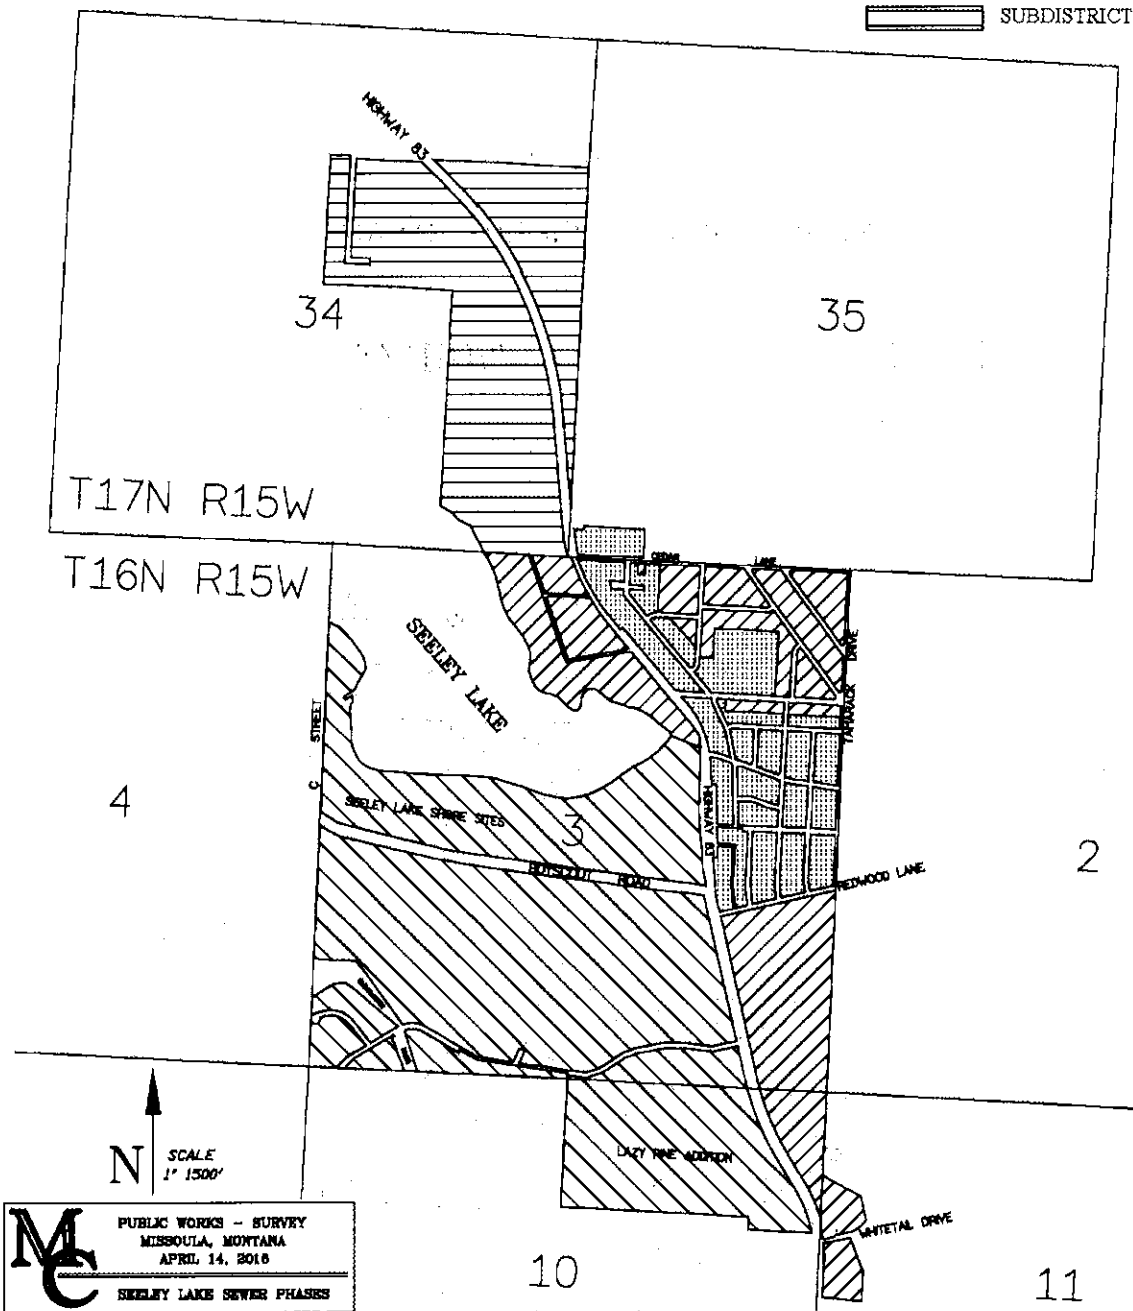 SUBDISTRICT
HIGHWAY 83
34
35
T17N R15W
T16N R15W
CEDAR LANE
SEELEY LAKE
TAMARACK DRIVE
C STREET
4
SEELEY LAKE SHORE SITES
3
HIGHWAY 83
2
BOYSCOUT ROAD
REDWOOD LANE
LAZY PINE ADDITION
N
SCALE
1" 1500'
WHITETAIL DRIVE
MC
PUBLIC WORKS - SURVEY
MISSOULA, MONTANA
APRIL 14, 2016
SEELEY LAKE SEWER PHASES
10
11